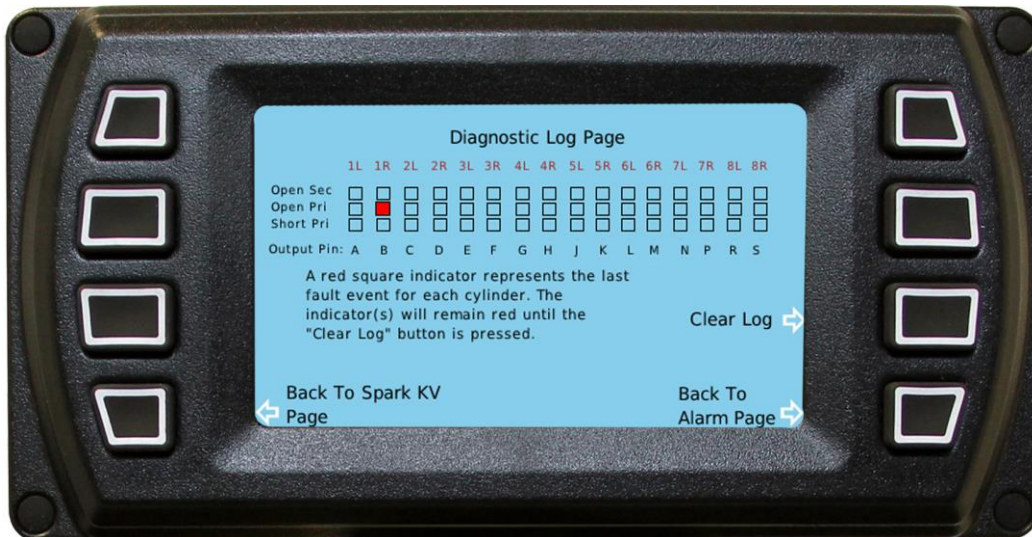 Diagnostic Log Page
1L 1R 2L 2R 3L 3R 4L 4R 5L 5R 6L 6R 7L 7R 8L 8R
Open Sec
Open Pri
Short Pri
Output Pin: A B C D E F G H J K L M N P R S
A red square indicator represents the last
fault event for each cylinder. The
indicator(s) will remain red until the
"Clear Log" button is pressed.
Clear Log
Back To Spark KV
Page
Back To
Alarm Page